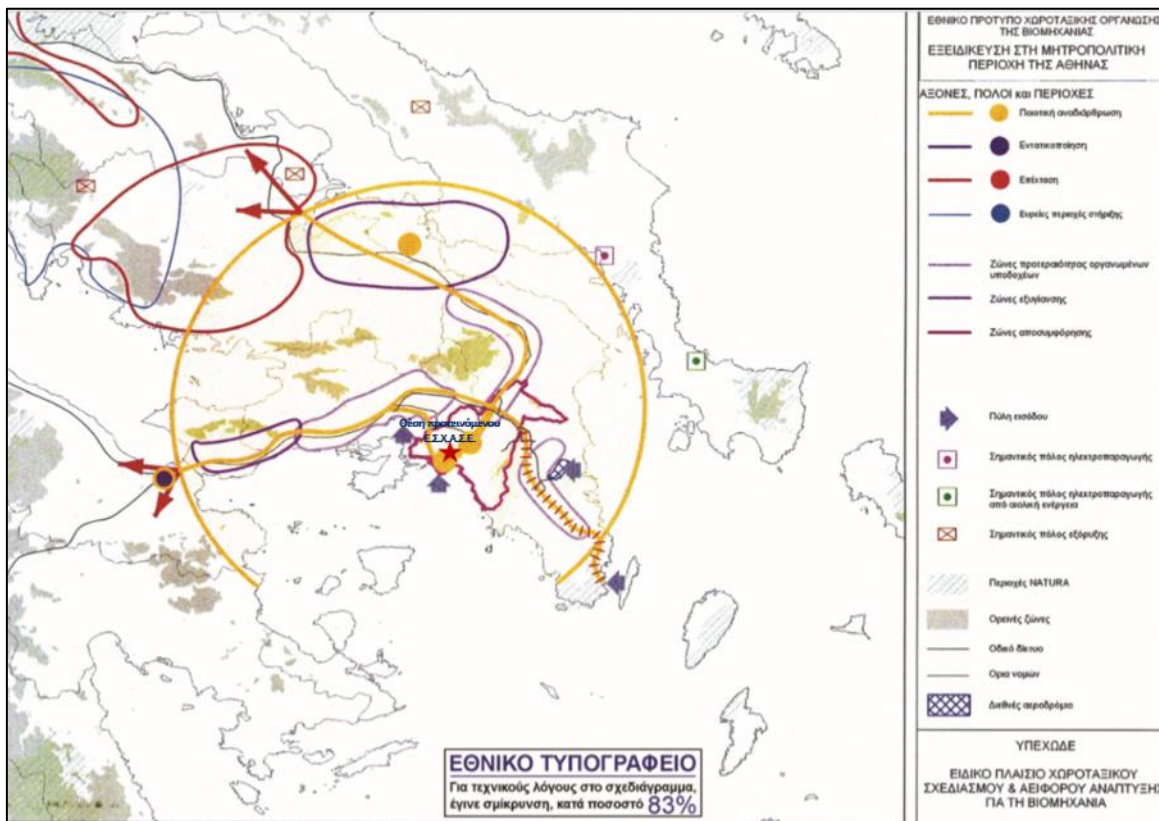 ΕΘΝΙΚΟ ΠΡΟΤΥΠΟ ΧΩΡΟΤΑΞΙΚΗΣ ΟΡΓΑΝΩΣΗΣ
ΤΗΣ ΒΙΟΜΗΧΑΝΙΑΣ
ΕΞΕΙΔΙΚΕΥΣΗ ΣΤΗ ΜΗΤΡΟΠΟΛΙΤΙΚΗ
ΠΕΡΙΟΧΗ ΤΗΣ ΑΘΗΝΑΣ
ΑΞΟΝΕΣ, ΠΟΛΟΙ και ΠΕΡΙΟΧΕΣ
Ποιοτική αναδιάρθρωση
Εντατικοποίηση
Επέκταση
Ευρείες περιοχές στήριξης
Ζώνες προτεραιότητας οργανωμένων
υποδοχέων
Ζώνες εξυγίανσης
Ζώνες αποσυμφόρησης
Πύλη εισόδου
Σημαντικός πόλος ηλεκτροπαραγωγής
Σημαντικός πόλος ηλεκτροπαραγωγής
από αιολική ενέργεια
Σημαντικός πόλος εξόρυξης
Περιοχές NATURA
Ορεινές ζώνες
Οδικό δίκτυο
Ορια νομών
Διεθνές αεροδρόμιο
ΥΠΕΧΩΔΕ
ΕΙΔΙΚΟ ΠΛΑΙΣΙΟ ΧΩΡΟΤΑΞΙΚΟΥ
ΣΧΕΔΙΑΣΜΟΥ & ΑΕΙΦΟΡΟΥ ΑΝΑΠΤΥΞΗΣ
ΓΙΑ ΤΗ ΒΙΟΜΗΧΑΝΙΑ
Θέση προτεινόμενου
Ε.Σ.Χ.Α.Σ.Ε.
ΕΘΝΙΚΟ ΤΥΠΟΓΡΑΦΕΙΟ
Για τεχνικούς λόγους στο σχεδιάγραμμα,
έγινε σμίκρυνση, κατά ποσοστό 83%